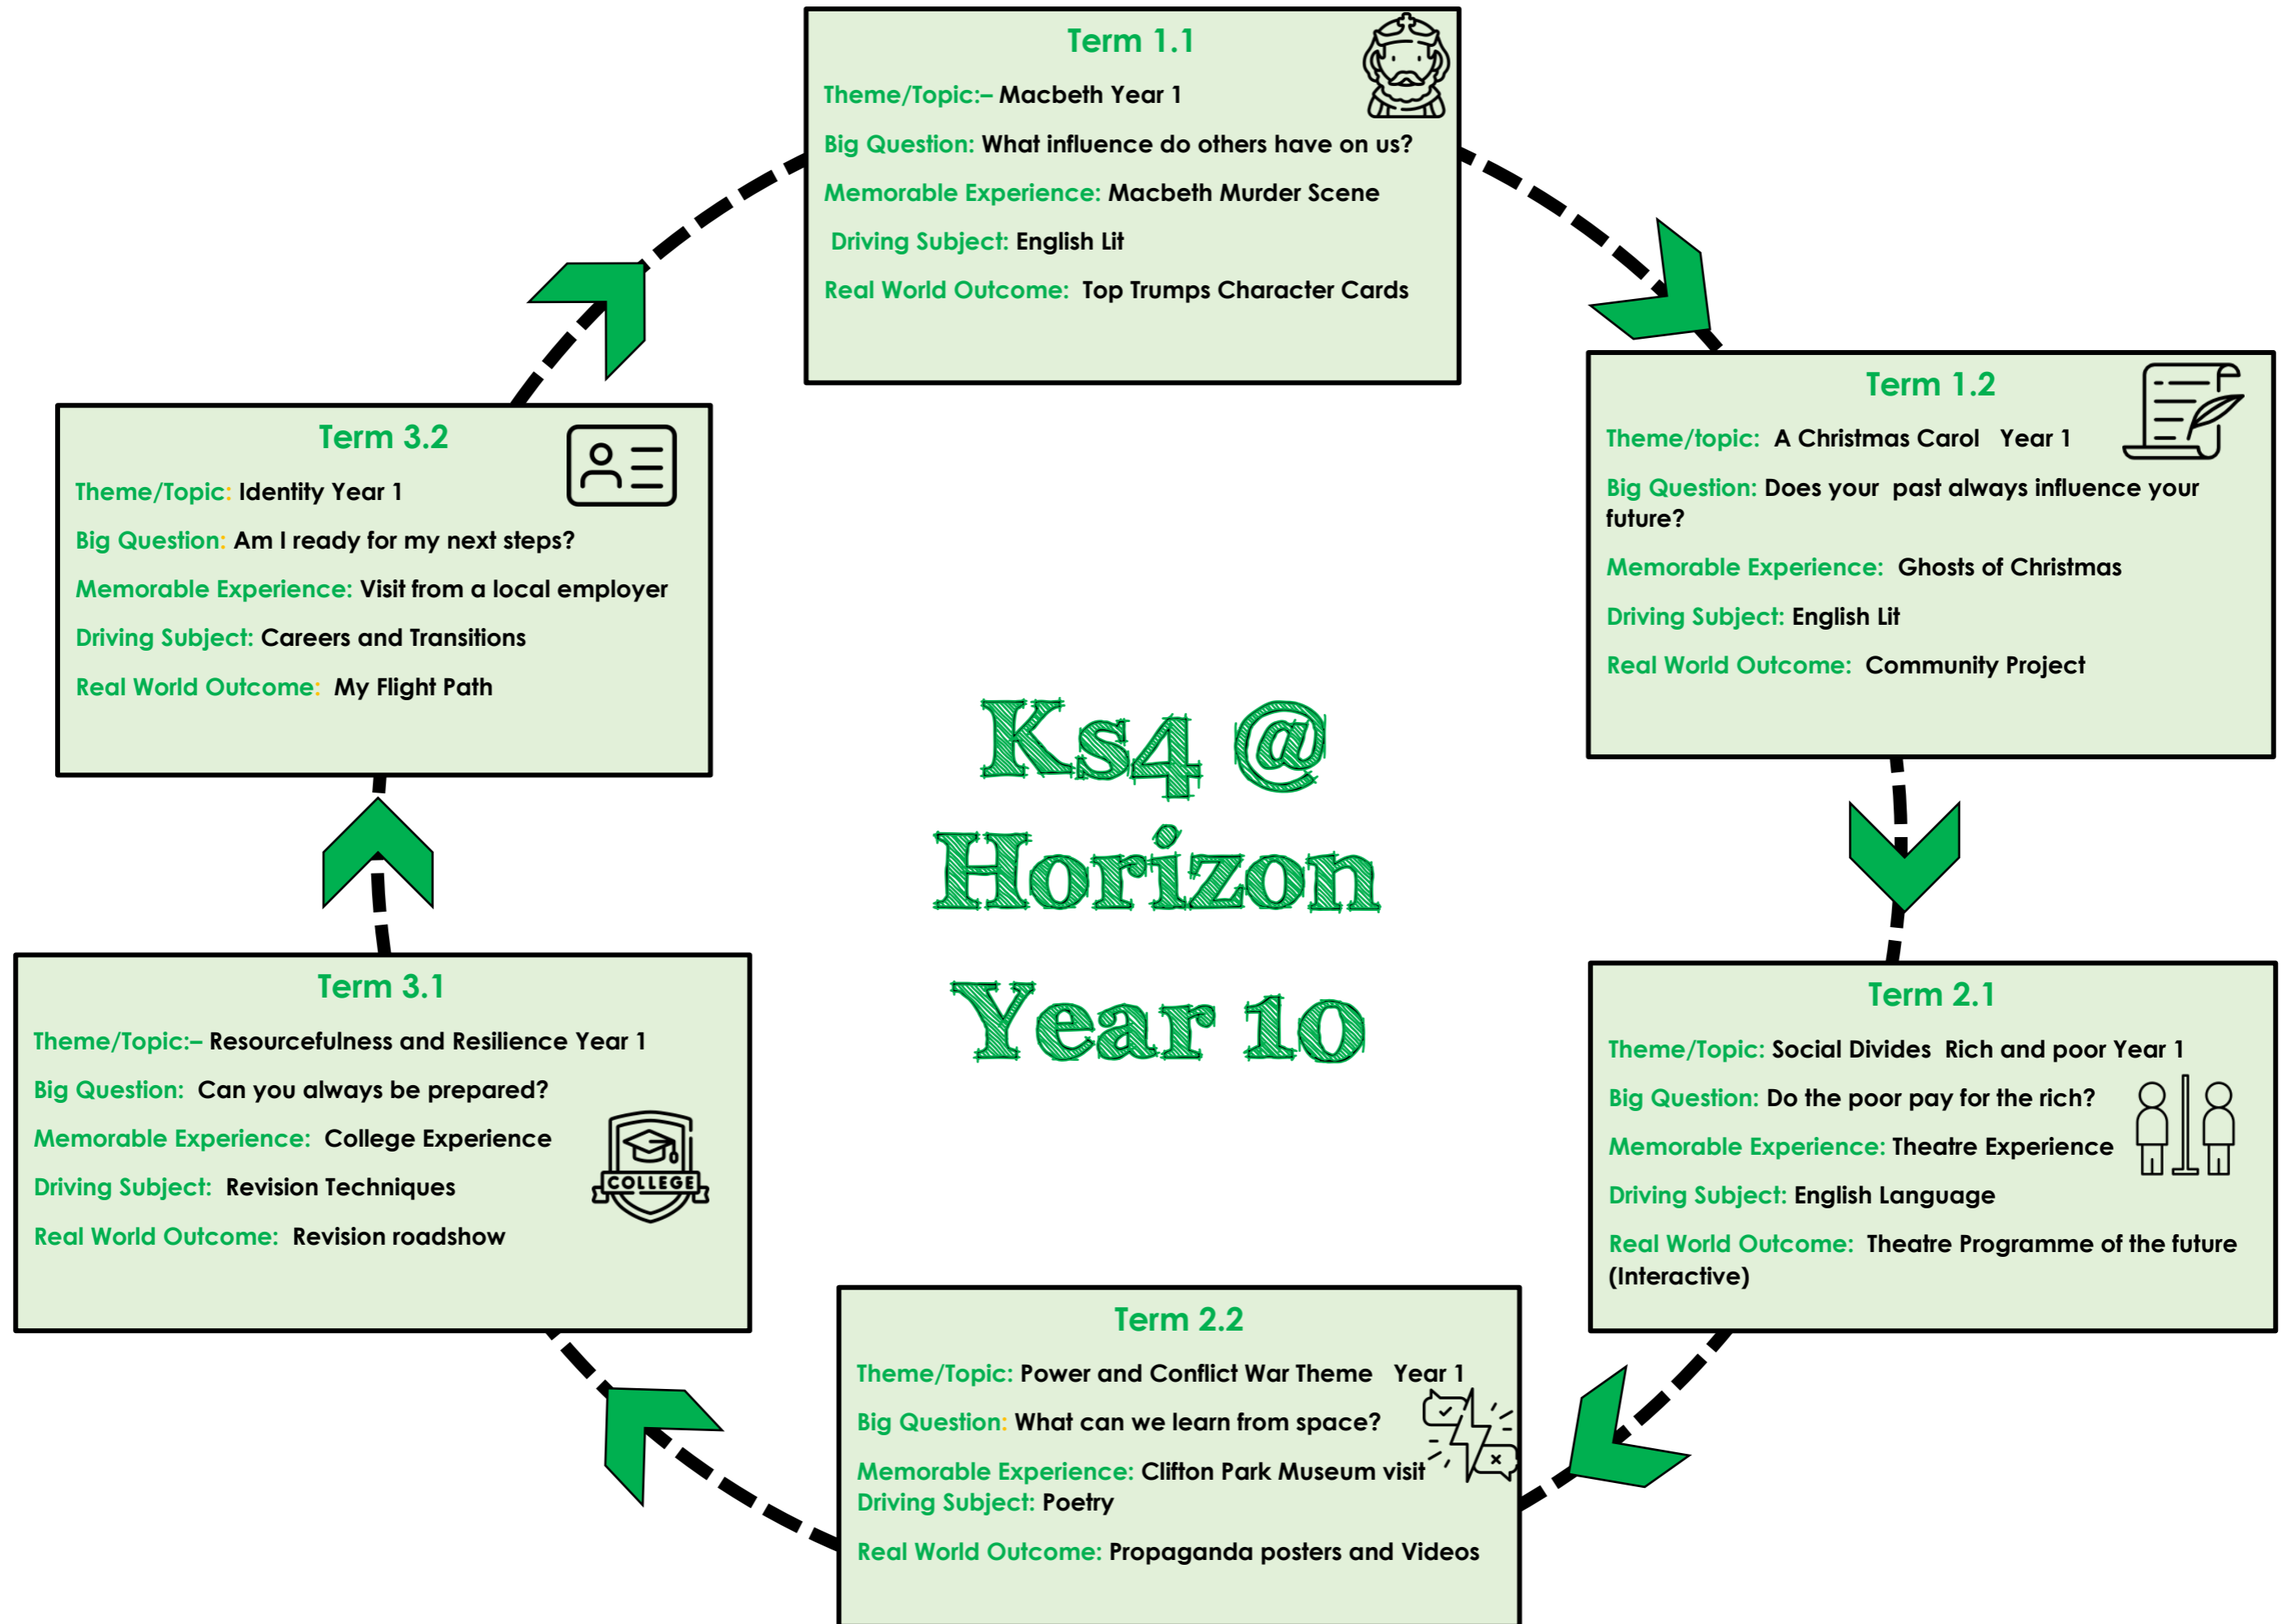 Term 1.1
Theme/Topic:– Macbeth Year 1
Big Question: What influence do others have on us?
Memorable Experience: Macbeth Murder Scene
Driving Subject: English Lit
Real World Outcome: Top Trumps Character Cards
Term 1.2
Theme/topic: A Christmas Carol Year 1
Big Question: Does your past always influence your
future?
Memorable Experience: Ghosts of Christmas
Driving Subject: English Lit
Real World Outcome: Community Project
Term 2.1
Theme/Topic: Social Divides Rich and poor Year 1
Big Question: Do the poor pay for the rich?
Memorable Experience: Theatre Experience
Driving Subject: English Language
Real World Outcome: Theatre Programme of the future
(Interactive)
Term 2.2
Theme/Topic: Power and Conflict War Theme Year 1
Big Question: What can we learn from space?
Memorable Experience: Clifton Park Museum visit
Driving Subject: Poetry
Real World Outcome: Propaganda posters and Videos
Term 3.1
Theme/Topic:– Resourcefulness and Resilience Year 1
Big Question: Can you always be prepared?
Memorable Experience: College Experience
Driving Subject: Revision Techniques
Real World Outcome: Revision roadshow
COLLEGE
Term 3.2
Theme/Topic: Identity Year 1
Big Question: Am I ready for my next steps?
Memorable Experience: Visit from a local employer
Driving Subject: Careers and Transitions
Real World Outcome: My Flight Path
Ks4 @
Horizon
Year 10